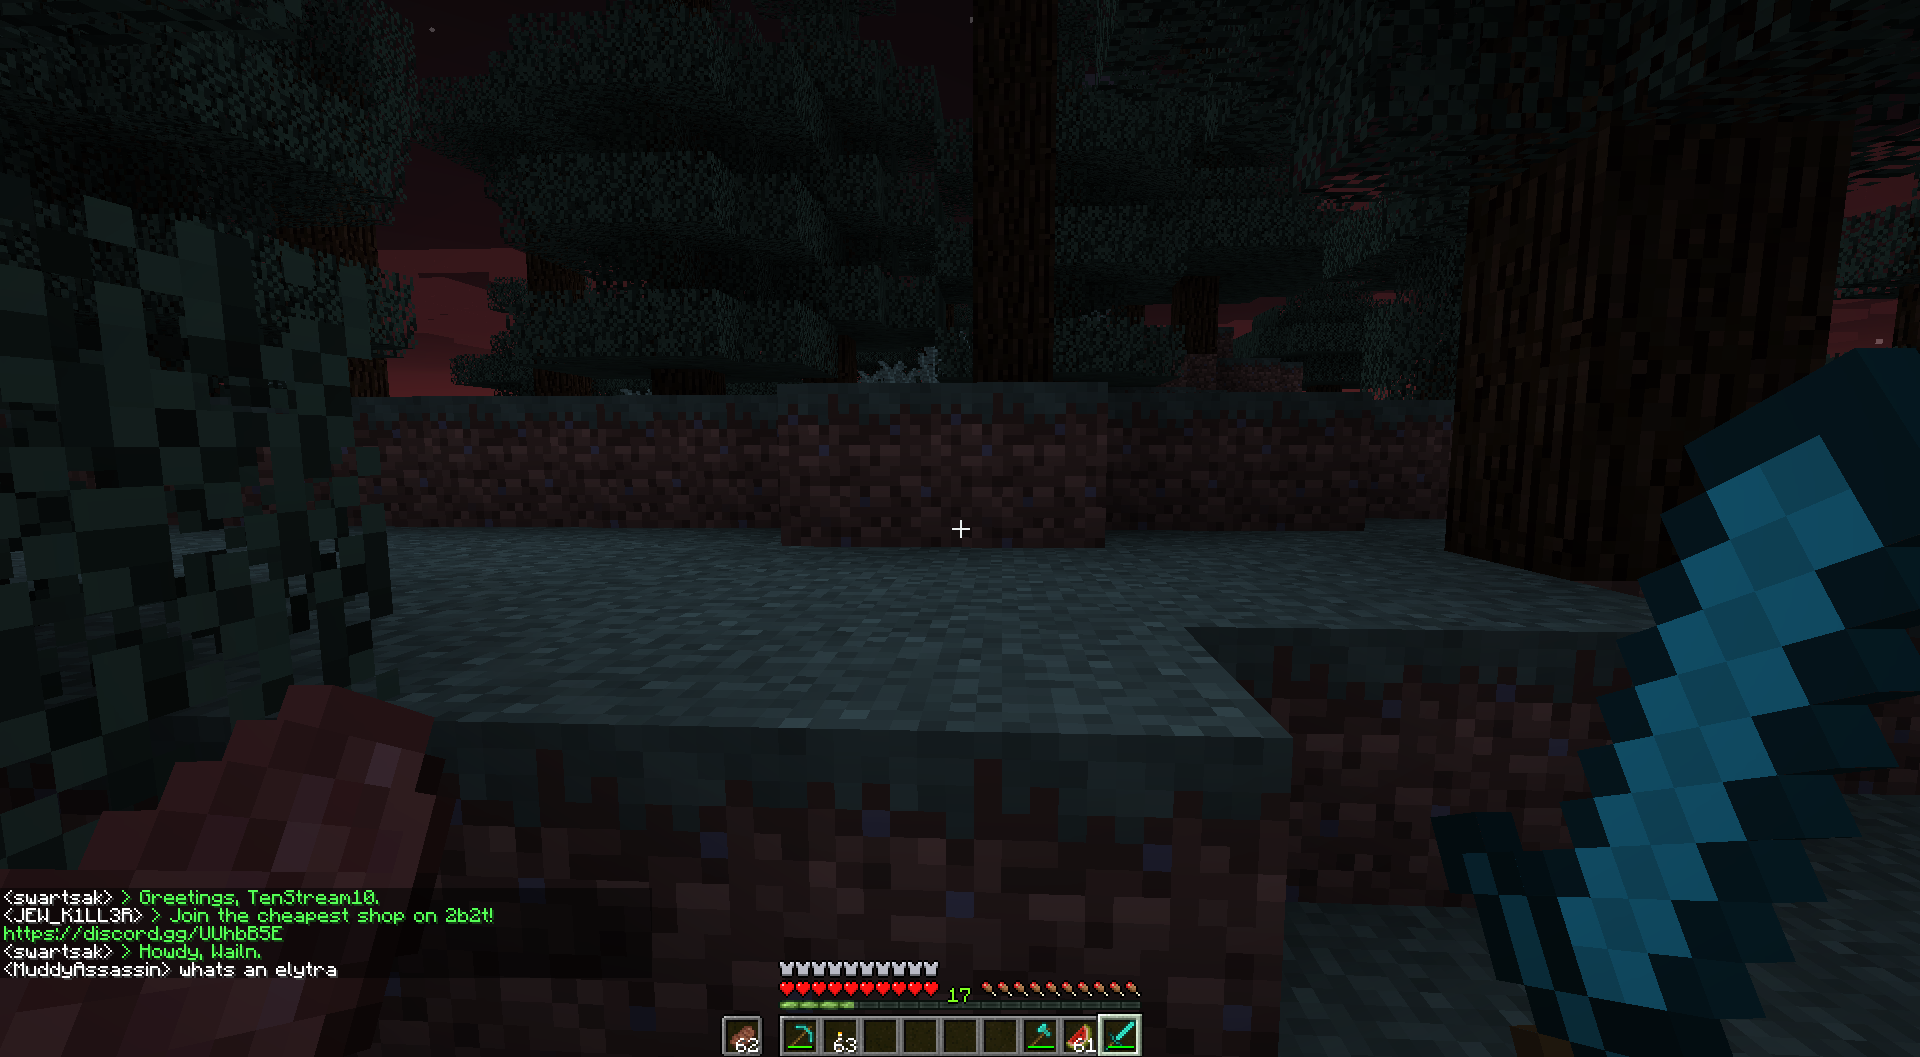 <swartsak> > Greetings, TenStream10.
<JEW_K1LL3R> > Join the cheapest shop on 2b2t!
https://discord.gg/UUhbB5E
<swartsak> > Howdy, Wailn.
<MuddyAssassin> whats an elytra
17
62 63 61